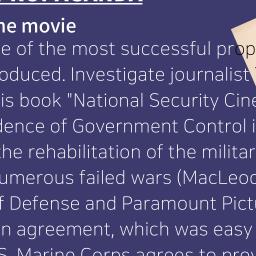 he movie
e of the most successful prop
oduced. Investigate journalist
is book "National Security Cine
dence of Government Control i
the rehabilitation of the militar
umerous failed wars (MacLeod
f Defense and Paramount Pictu
n agreement, which was easy
S. Marine Corps agrees to prov